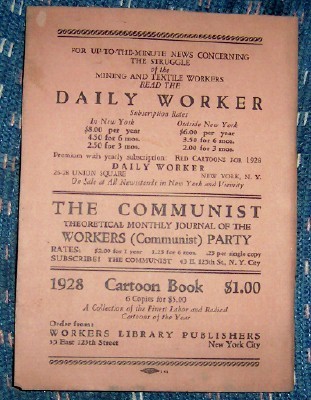 FOR UP-TO-THE-MINUTE NEWS CONCERNING
THE STRUGGLE
of the
MINING AND TEXTILE WORKERS
READ THE
DAILY WORKER
Subscription Rates
In New York Outside New York
$8.00 per year $6.00 per year
4.50 for 6 mos. 3.50 for 6 mos.
2.50 for 3 mos. 2.00 for 3 mos.
Premium with yearly subscription: RED CARTOONS FOR 1928
DAILY WORKER
26-28 UNION SQUARE NEW YORK, N. Y.
On Sale at All Newsstands in New York and Vicinity
THE COMMUNIST
THEORETICAL MONTHLY JOURNAL OF THE
WORKERS (Communist) PARTY
RATES: $2.00 for 1 year 1.25 for 6 mos. .25 per single copy
SUBSCRIBE! THE COMMUNIST 43 E. 125th St., N. Y. City
1928 Cartoon Book $1.00
6 Copies for $5.00
A Collection of the Finest Labor and Radical
Cartoons of the Year
Order from:
WORKERS LIBRARY PUBLISHERS
East 125th Street New York City